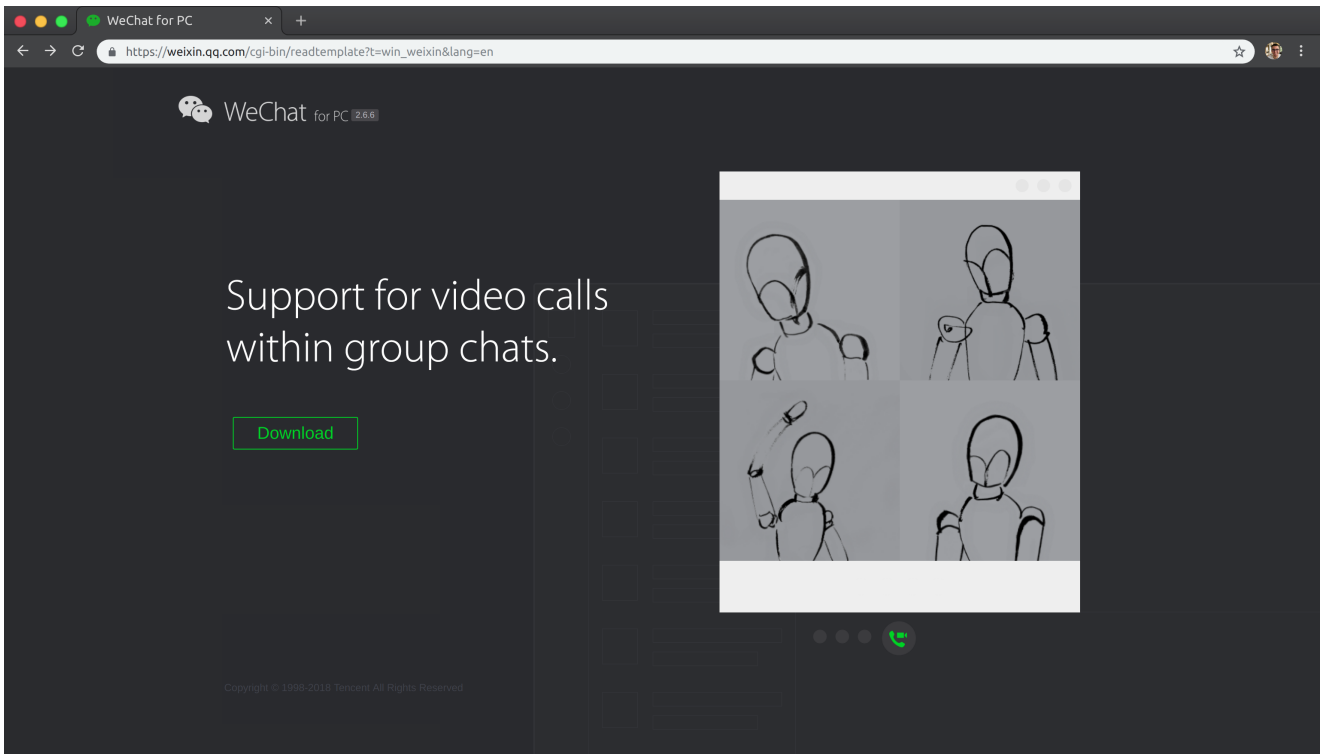 WeChat for PC
https://weixin.qq.com/cgi-bin/readtemplate?t=win_weixin&lang=en
WeChat for PC 2.6.6
Support for video calls
within group chats.
Download
Copyright © 1998-2018 Tencent All Rights Reserved